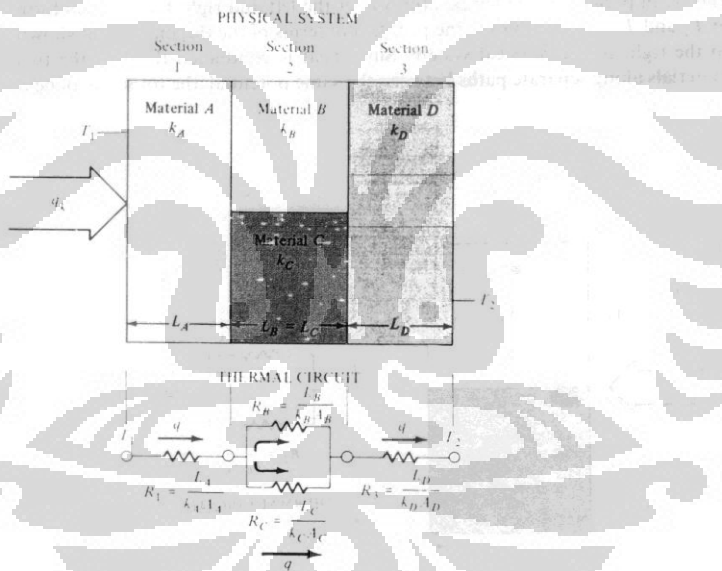 PHYSICAL SYSTEM
Section 1
Section 2
Section 3
Material A
k_A
Material B
k_B
Material D
k_D
T_1
q_k
Material C
k_C
T_2
L_A
L_B = L_C
L_D
THERMAL CIRCUIT
R_B = L_B / k_B A_B
q
q
T_2
R_1 = L_A / k_A A_A
R_3 = L_D / k_D A_D
R_C = L_C / k_C A_C
q